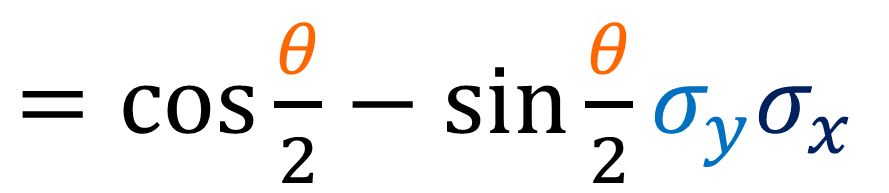 = cos θ/2 − sin θ/2 σ_y σ_x